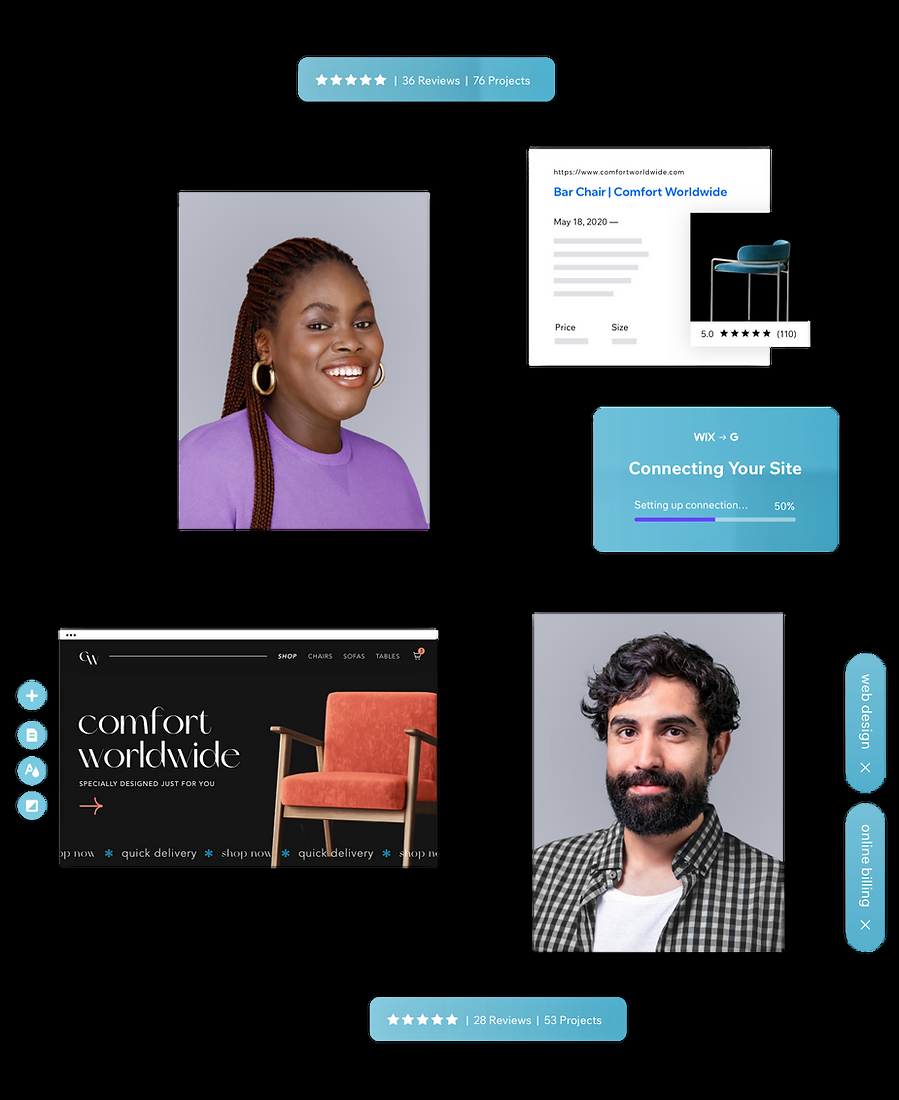 | 36 Reviews | 76 Projects
https://www.comfortworldwide.com
Bar Chair | Comfort Worldwide
May 18, 2020 —
Price Size
5.0 ★★★★★ (110)
WiX → G
Connecting Your Site
Setting up connection... 50%
CW
SHOP CHAIRS SOFAS TABLES
comfort
worldwide
SPECIALLY DESIGNED JUST FOR YOU
op now * quick delivery * shop now * quick delivery * shop no
A
web design ×
online billing ×
★★★★★ | 28 Reviews | 53 Projects